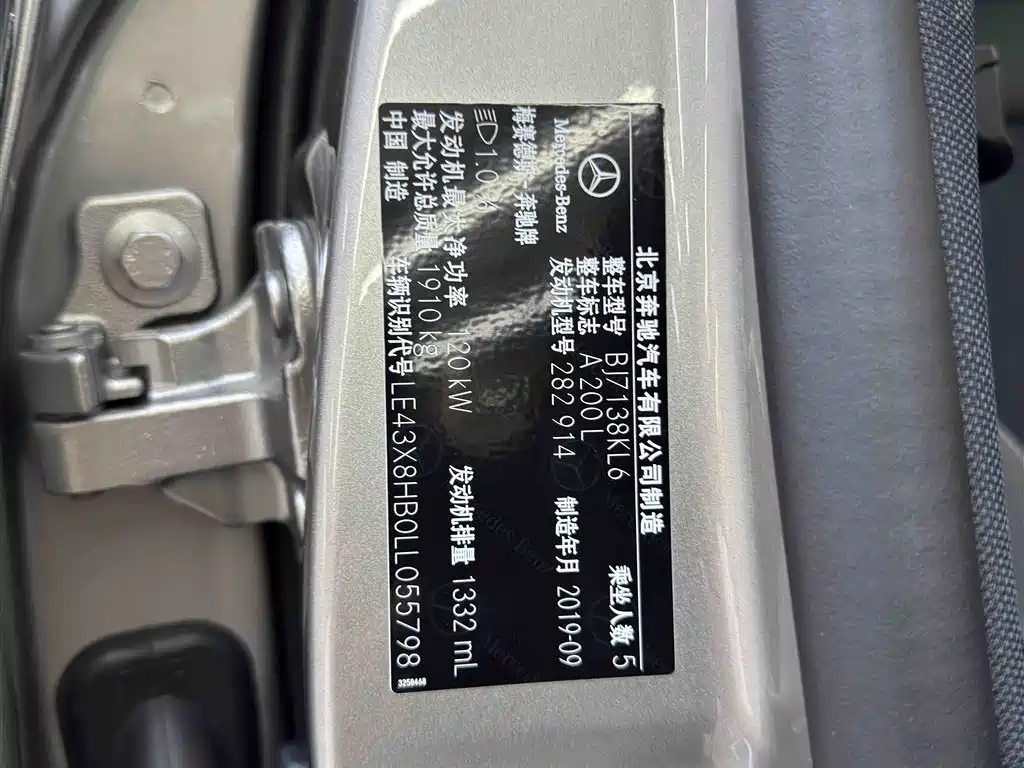 北京奔驰汽车有限公司制造
Mercedes-Benz
梅赛德斯-奔驰牌
整车型号 BJ7138KL6 乘坐人数 5
整车标志 A 200 L
发动机型号 282 914 制造年月 2019-09
1.0%
发动机最大净功率 120 kW 发动机排量 1332 mL
最大允许总质量 1910kg 车辆识别代号 LE43X8HB0LL055798
中国 制造
3258468